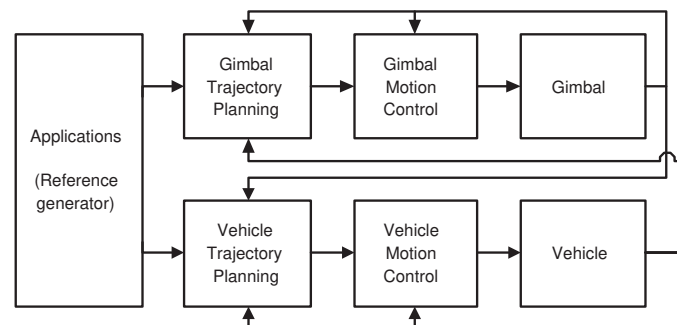 Applications
(Reference
generator)
Gimbal
Trajectory
Planning
Gimbal
Motion
Control
Gimbal
Vehicle
Trajectory
Planning
Vehicle
Motion
Control
Vehicle